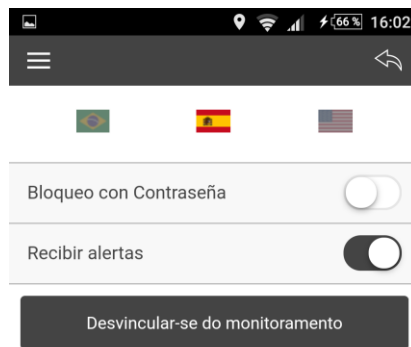 66 % 16:02
Bloqueo con Contraseña
Recibir alertas
Desvincular-se do monitoramento